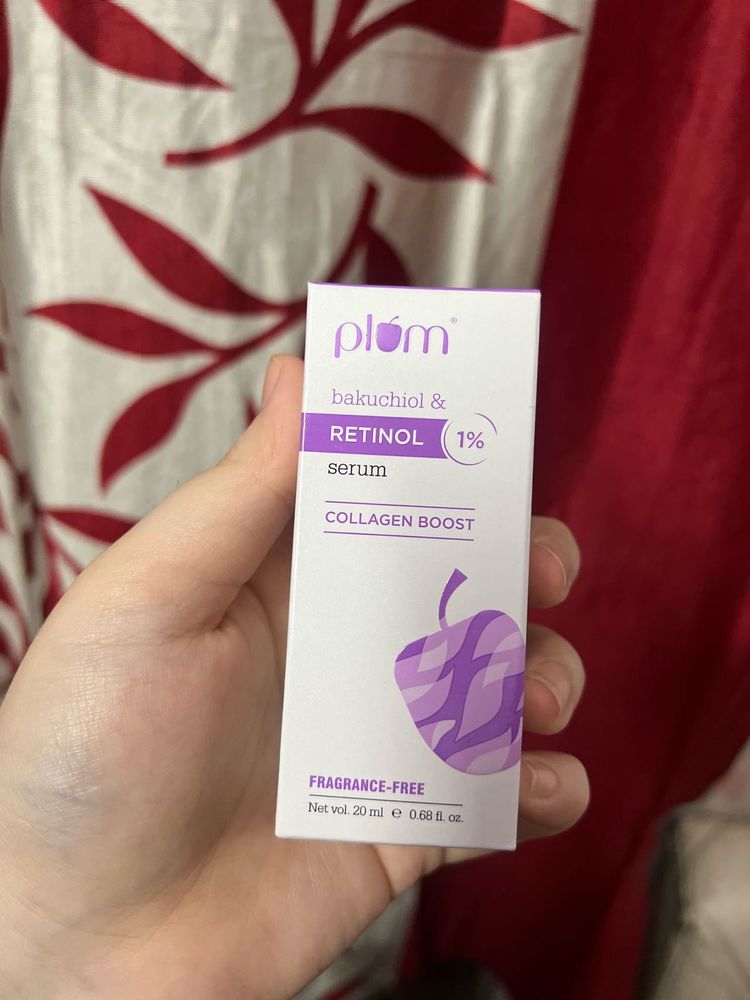 plum®
bakuchiol &
RETINOL 1%
serum
COLLAGEN BOOST
FRAGRANCE-FREE
Net vol. 20 ml ℮ 0.68 fl. oz.